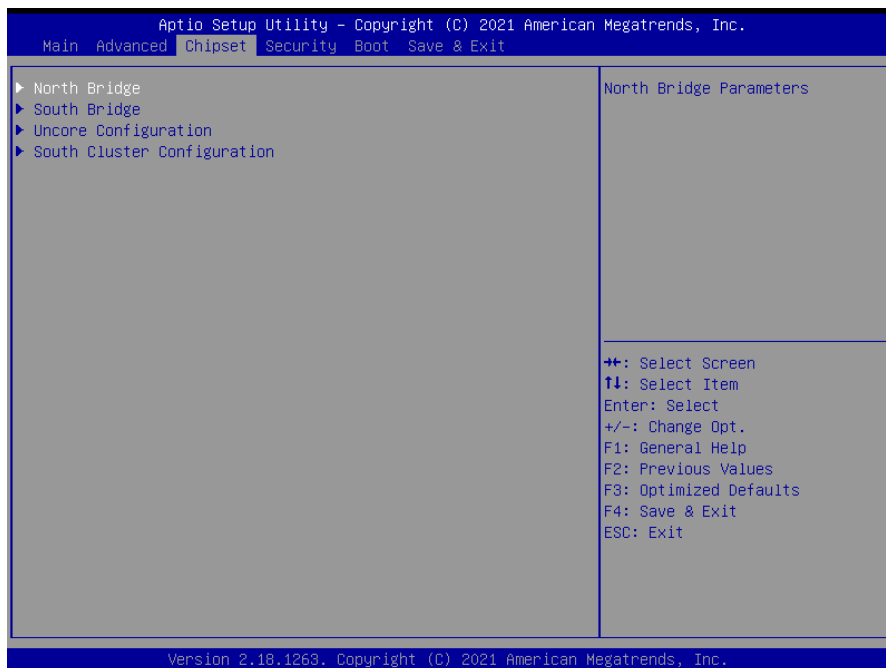 Aptio Setup Utility – Copyright (C) 2021 American Megatrends, Inc.
Main Advanced Chipset Security Boot Save & Exit
▶ North Bridge
▶ South Bridge
▶ Uncore Configuration
▶ South Cluster Configuration
North Bridge Parameters
→←: Select Screen
↑↓: Select Item
Enter: Select
+/-: Change Opt.
F1: General Help
F2: Previous Values
F3: Optimized Defaults
F4: Save & Exit
ESC: Exit
Version 2.18.1263. Copyright (C) 2021 American Megatrends, Inc.